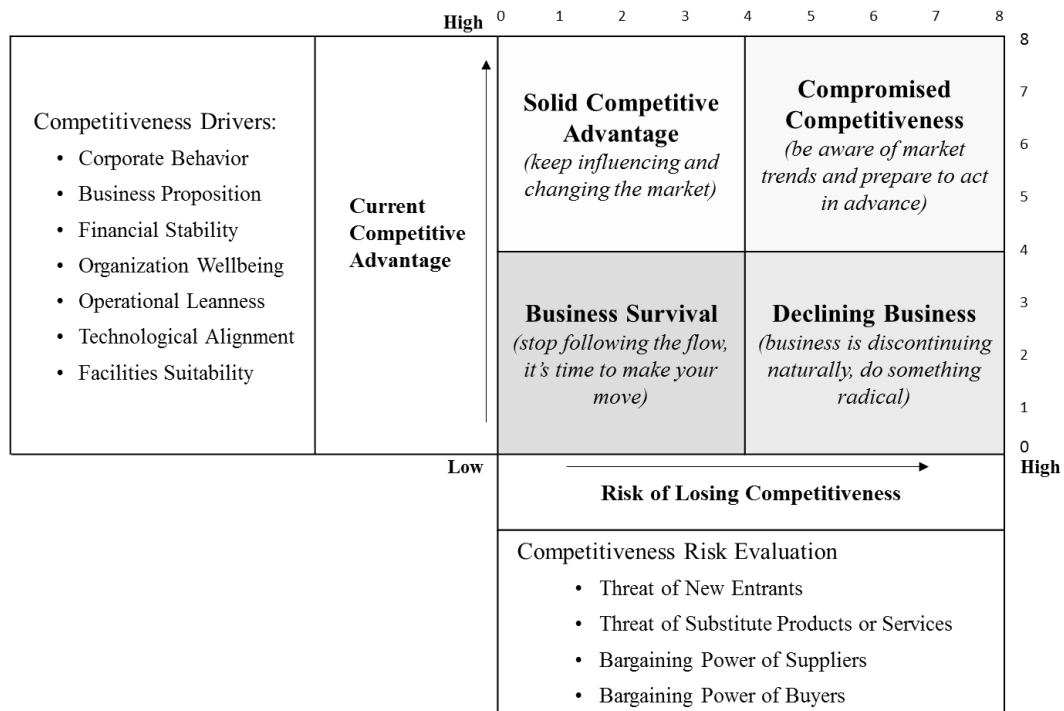 High
0 1 2 3 4 5 6 7 8
8
7
6
5
4
3
2
1
0
Competitiveness Drivers:
• Corporate Behavior
• Business Proposition
• Financial Stability
• Organization Wellbeing
• Operational Leanness
• Technological Alignment
• Facilities Suitability
Current
Competitive
Advantage
Solid Competitive
Advantage
(keep influencing and
changing the market)
Compromised
Competitiveness
(be aware of market
trends and prepare to act
in advance)
Business Survival
(stop following the flow,
it's time to make your
move)
Declining Business
(business is discontinuing
naturally, do something
radical)
Low
High
Risk of Losing Competitiveness
Competitiveness Risk Evaluation
• Threat of New Entrants
• Threat of Substitute Products or Services
• Bargaining Power of Suppliers
• Bargaining Power of Buyers